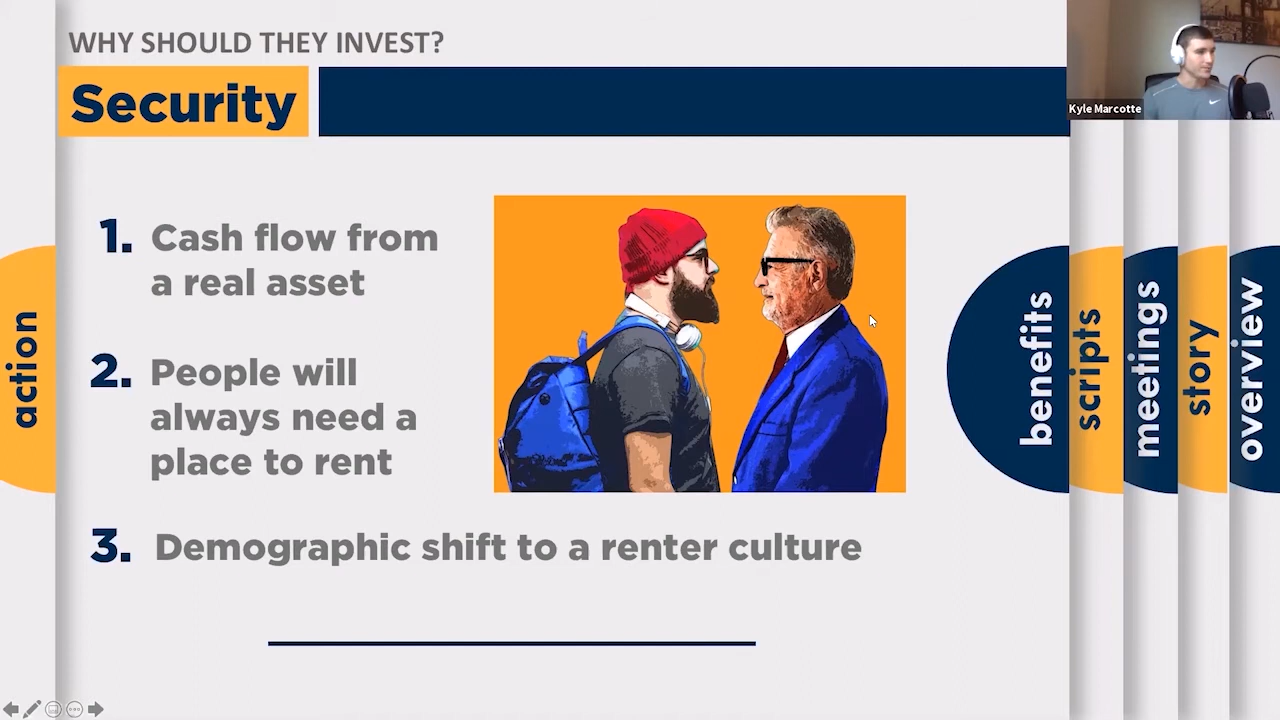 WHY SHOULD THEY INVEST?
Security
Kyle Marcotte
1. Cash flow from
a real asset
2. People will
always need a
place to rent
3. Demographic shift to a renter culture
action
benefits
scripts
meetings
story
overview